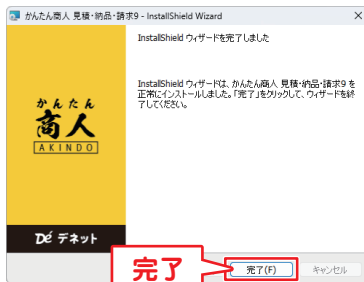 かんたん商人 見積・納品・請求9 - InstallShield Wizard
InstallShield ウィザードを完了しました
InstallShield ウィザードは、かんたん商人 見積・納品・請求9 を
正常にインストールしました。「完了」をクリックして、ウィザードを終
了してください。
かんたん
商人
AKINDO
De デネット
完了
完了(F)
キャンセル